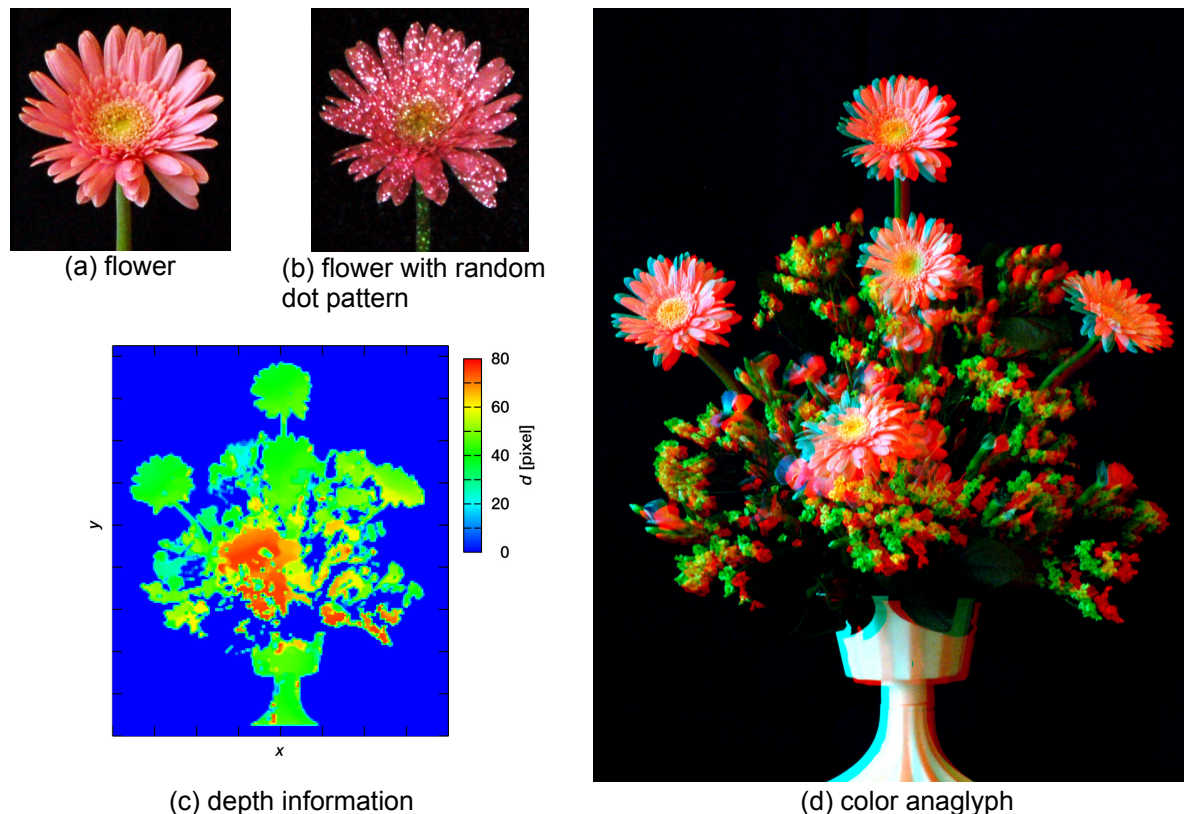 (a) flower
(b) flower with random
dot pattern
80
60
40
20
0
d [pixel]
y
x
(c) depth information
(d) color anaglyph